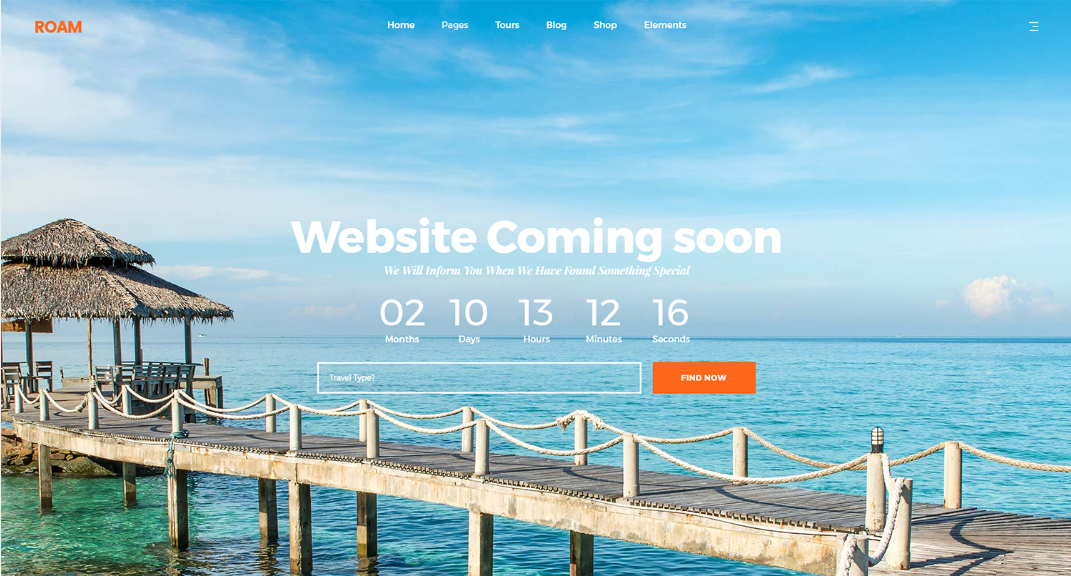 ROAM
Home Pages Tours Blog Shop Elements
Website Coming soon
We Will Inform You When We Have Found Something Special
02 10 13 12 16
Months Days Hours Minutes Seconds
Travel Type?
FIND NOW